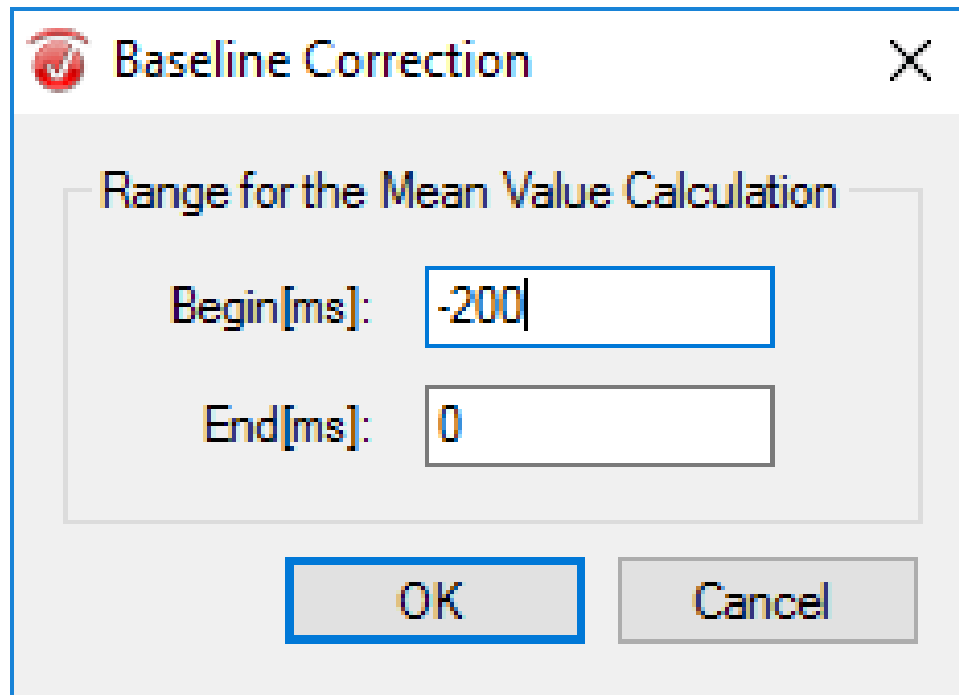 Baseline Correction
Range for the Mean Value Calculation
Begin[ms]: -200
End[ms]: 0
OK Cancel